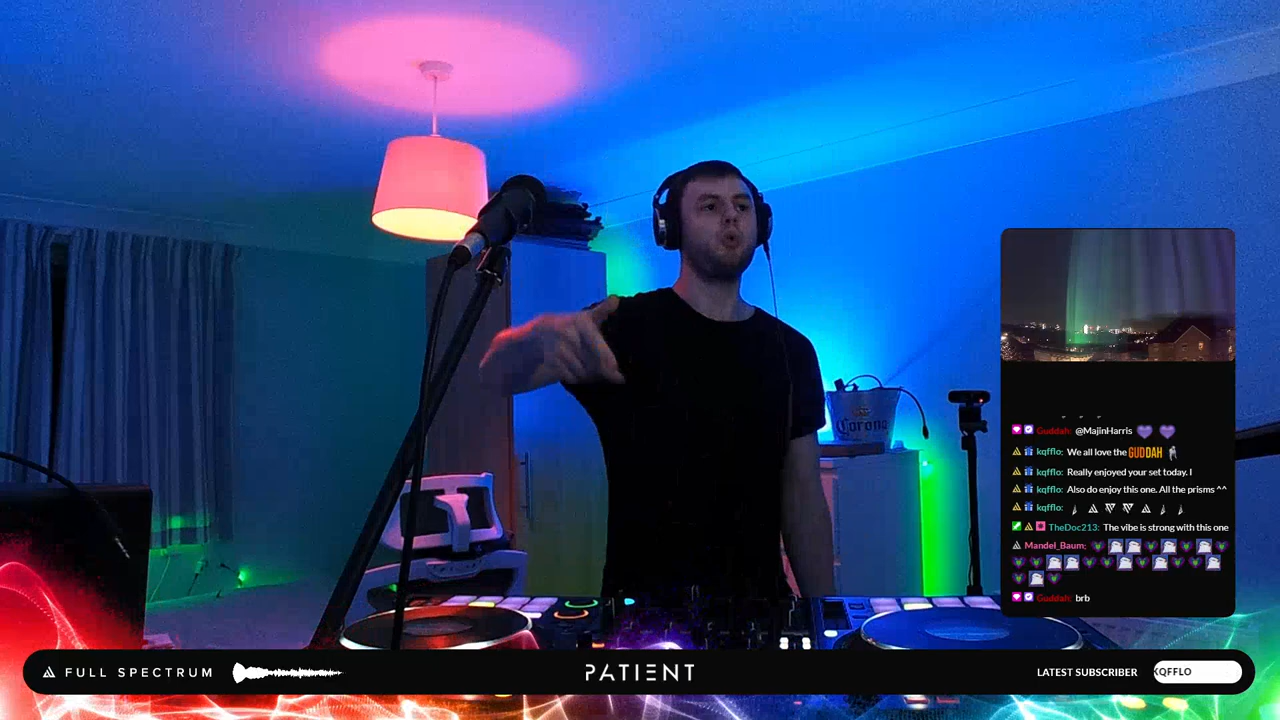 Corona
Guddah: @MajinHarris
kqfflo: We all love the GUDDAH
kqfflo: Really enjoyed your set today. I
kqfflo: Also do enjoy this one. All the prisms ^^
kqfflo:
TheDoc213: The vibe is strong with this one
Mandel_Baum:
Guddah: brb
FULL SPECTRUM
PATIENT
LATEST SUBSCRIBER
KQFFLO